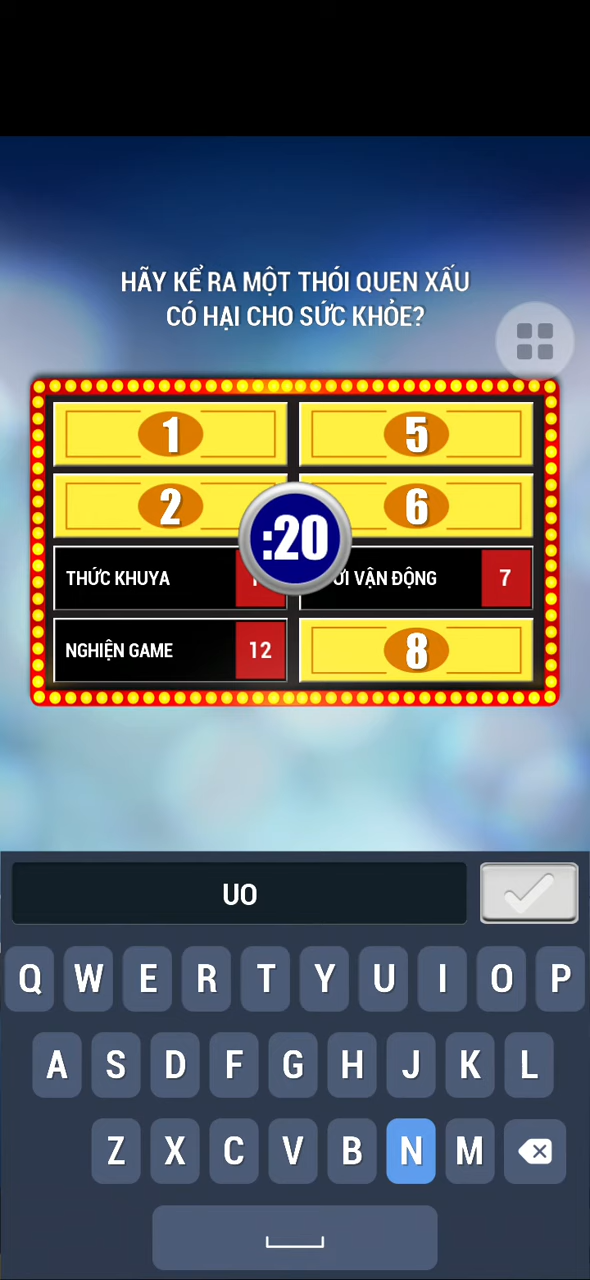 HÃY KỂ RA MỘT THÓI QUEN XẤU
CÓ HẠI CHO SỨC KHỎE?
1
5
2
6
:20
THỨC KHUYA
VẬN ĐỘNG
7
NGHIỆN GAME
12
8
UO
Q W E R T Y U I O P
A S D F G H J K L
Z X C V B N M